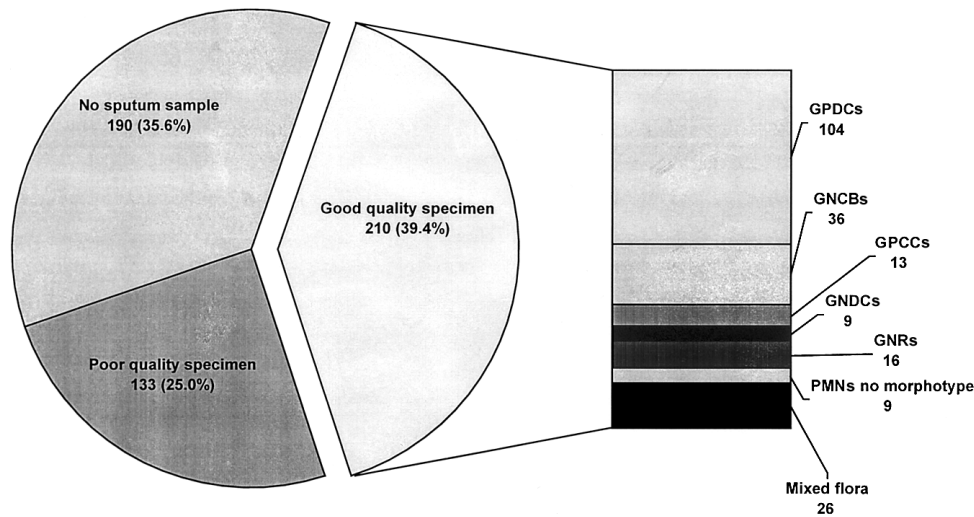 No sputum sample
190 (35.6%)
Good quality specimen
210 (39.4%)
Poor quality specimen
133 (25.0%)
GPDCs
104
GNCBs
36
GPCCs
13
GNDCs
9
GNRs
16
PMNs no morphotype
9
Mixed flora
26